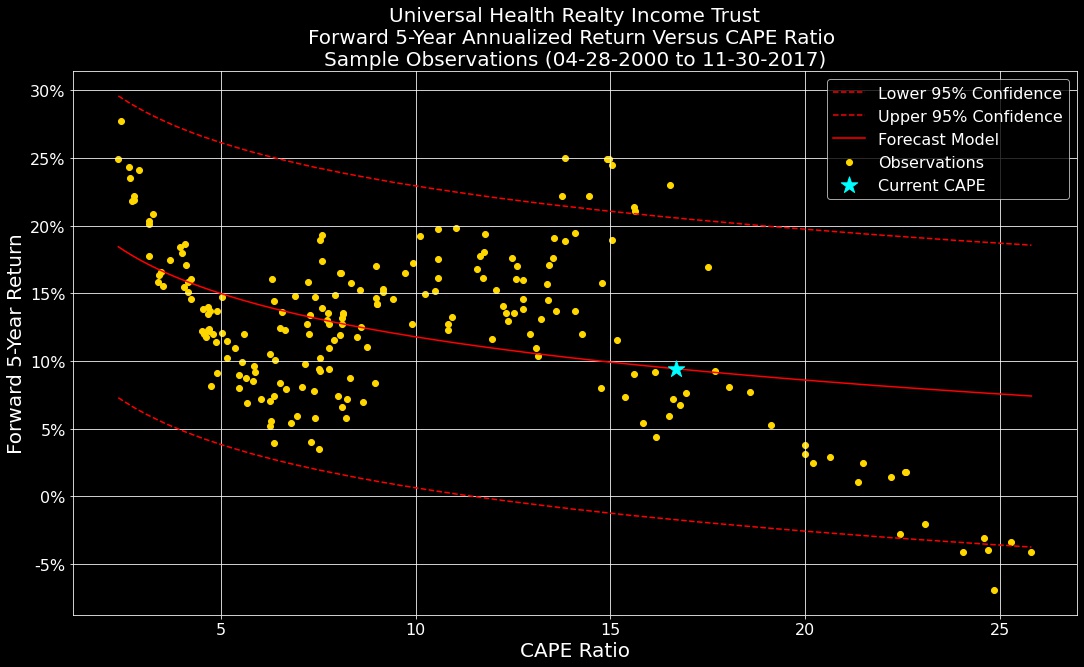 Universal Health Realty Income Trust
Forward 5-Year Annualized Return Versus CAPE Ratio
Sample Observations (04-28-2000 to 11-30-2017)
Lower 95% Confidence
Upper 95% Confidence
Forecast Model
Observations
Current CAPE
Forward 5-Year Return
30%
25%
20%
15%
10%
5%
0%
-5%
5 10 15 20 25
CAPE Ratio